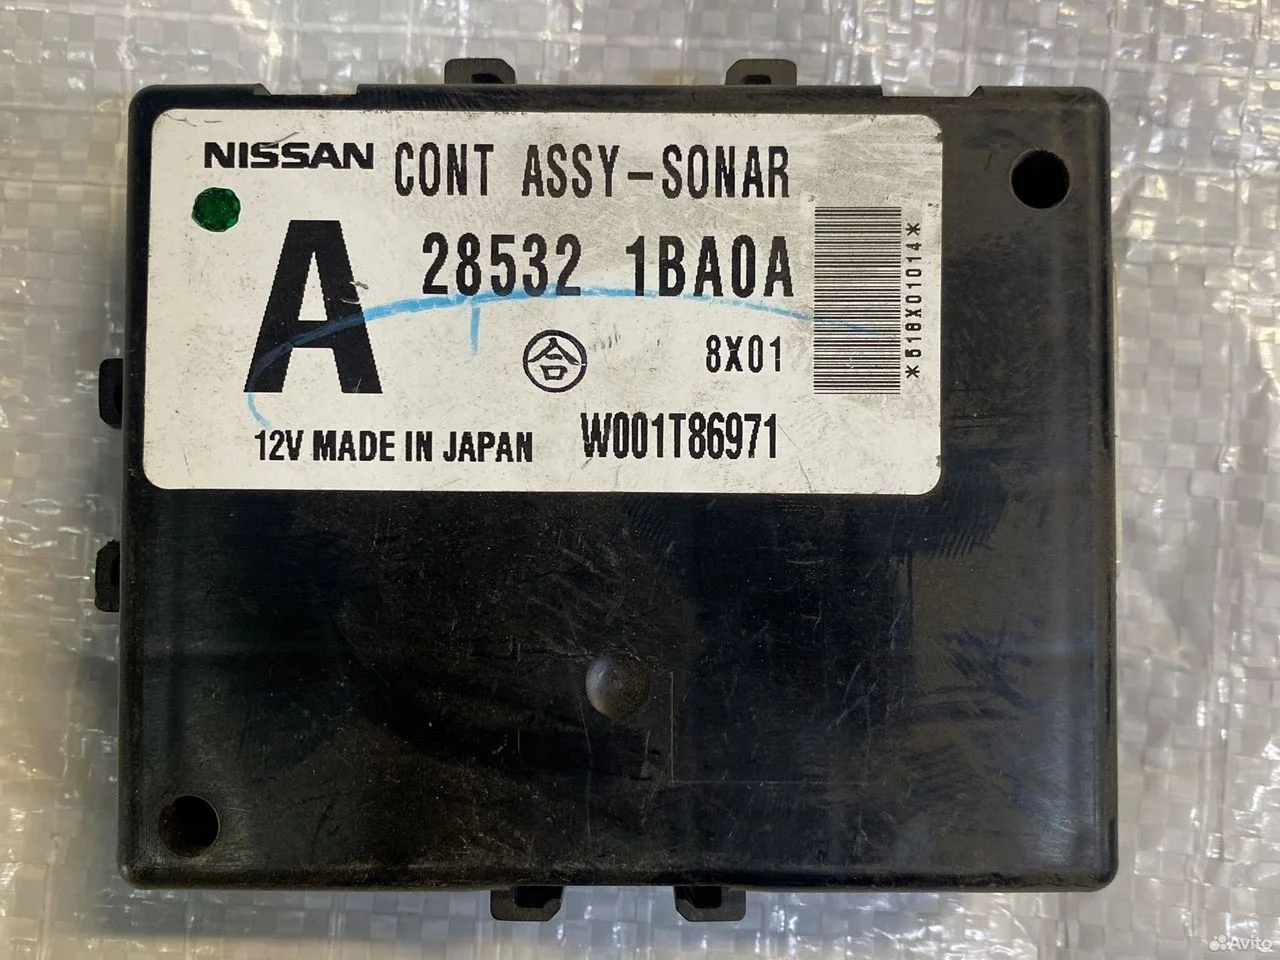 NISSAN CONT ASSY-SONAR
A 28532 1BA0A
合 8X01
*518X01014*
12V MADE IN JAPAN W001T86971
Avito